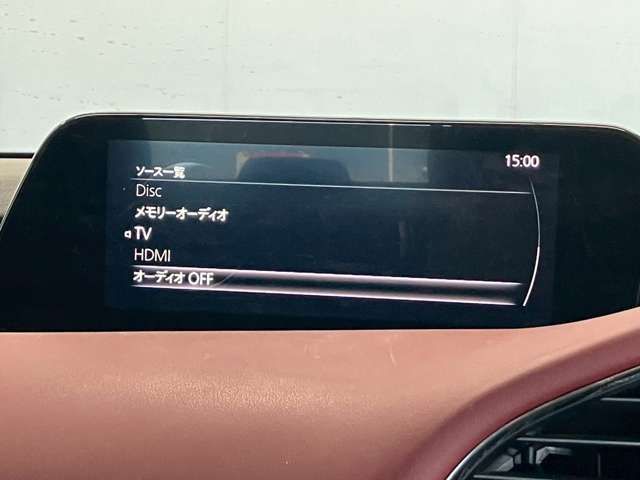 15:00
ソース一覧
Disc
メモリーオーディオ
TV
HDMI
オーディオ OFF